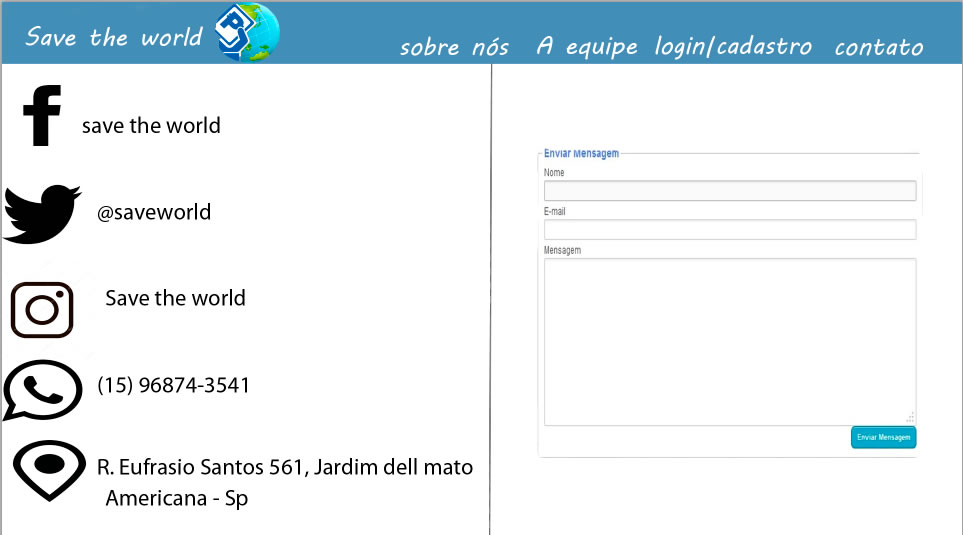 Save the world
sobre nós A equipe login/cadastro contato
save the world
@saveworld
Save the world
(15) 96874-3541
R. Eufrasio Santos 561, Jardim dell mato
Americana - Sp
Enviar Mensagem
Nome
E-mail
Mensagem
Enviar Mensagem